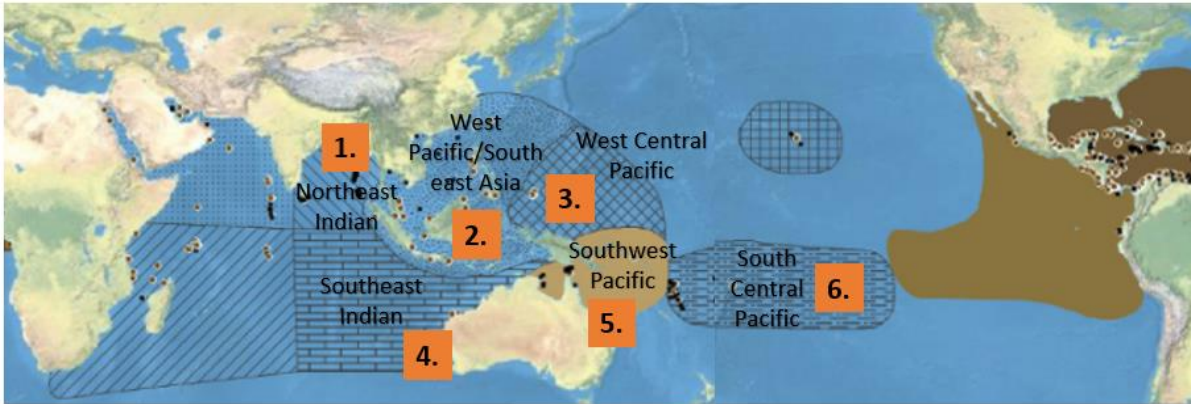 1.
West
Pacific/South
east Asia
West Central
Pacific
Northeast
Indian
3.
2.
Southwest
Pacific
Southeast
Indian
South
Central
Pacific
6.
5.
4.